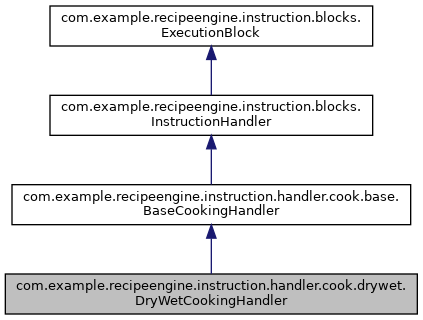 com.example.recipeengine.instruction.blocks.
ExecutionBlock
com.example.recipeengine.instruction.blocks.
InstructionHandler
com.example.recipeengine.instruction.handler.cook.base.
BaseCookingHandler
com.example.recipeengine.instruction.handler.cook.drywet.
DryWetCookingHandler